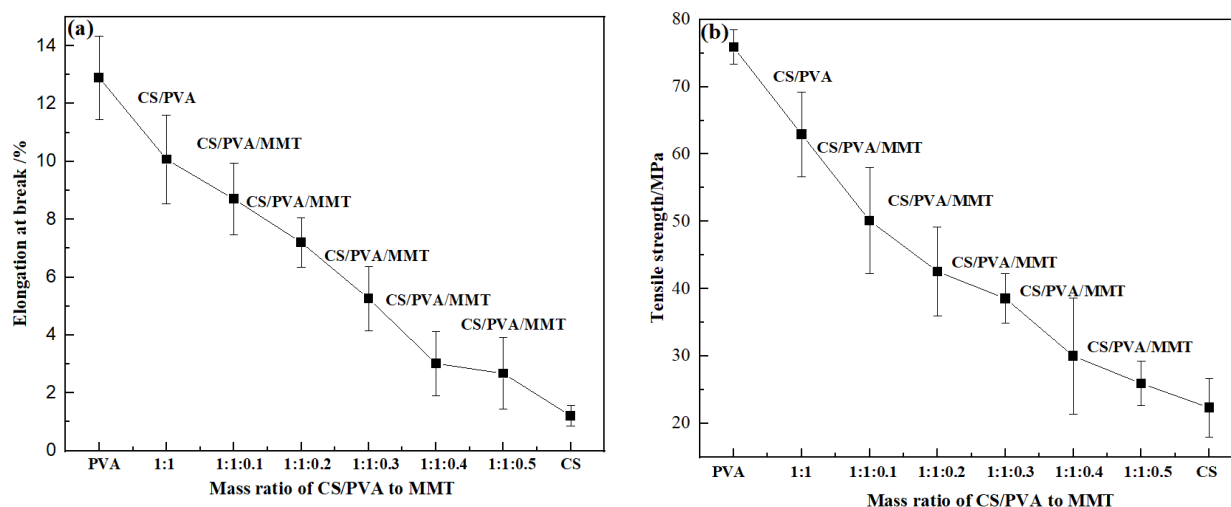 (a)
14
12
10
8
6
4
2
0
Elongation at break /%
CS/PVA
CS/PVA/MMT
CS/PVA/MMT
CS/PVA/MMT
CS/PVA/MMT
CS/PVA/MMT
PVA 1:1 1:1:0.1 1:1:0.2 1:1:0.3 1:1:0.4 1:1:0.5 CS
Mass ratio of CS/PVA to MMT
(b)
80
70
60
50
40
30
20
Tensile strength/MPa
CS/PVA
CS/PVA/MMT
CS/PVA/MMT
CS/PVA/MMT
CS/PVA/MMT
CS/PVA/MMT
PVA 1:1 1:1:0.1 1:1:0.2 1:1:0.3 1:1:0.4 1:1:0.5 CS
Mass ratio of CS/PVA to MMT